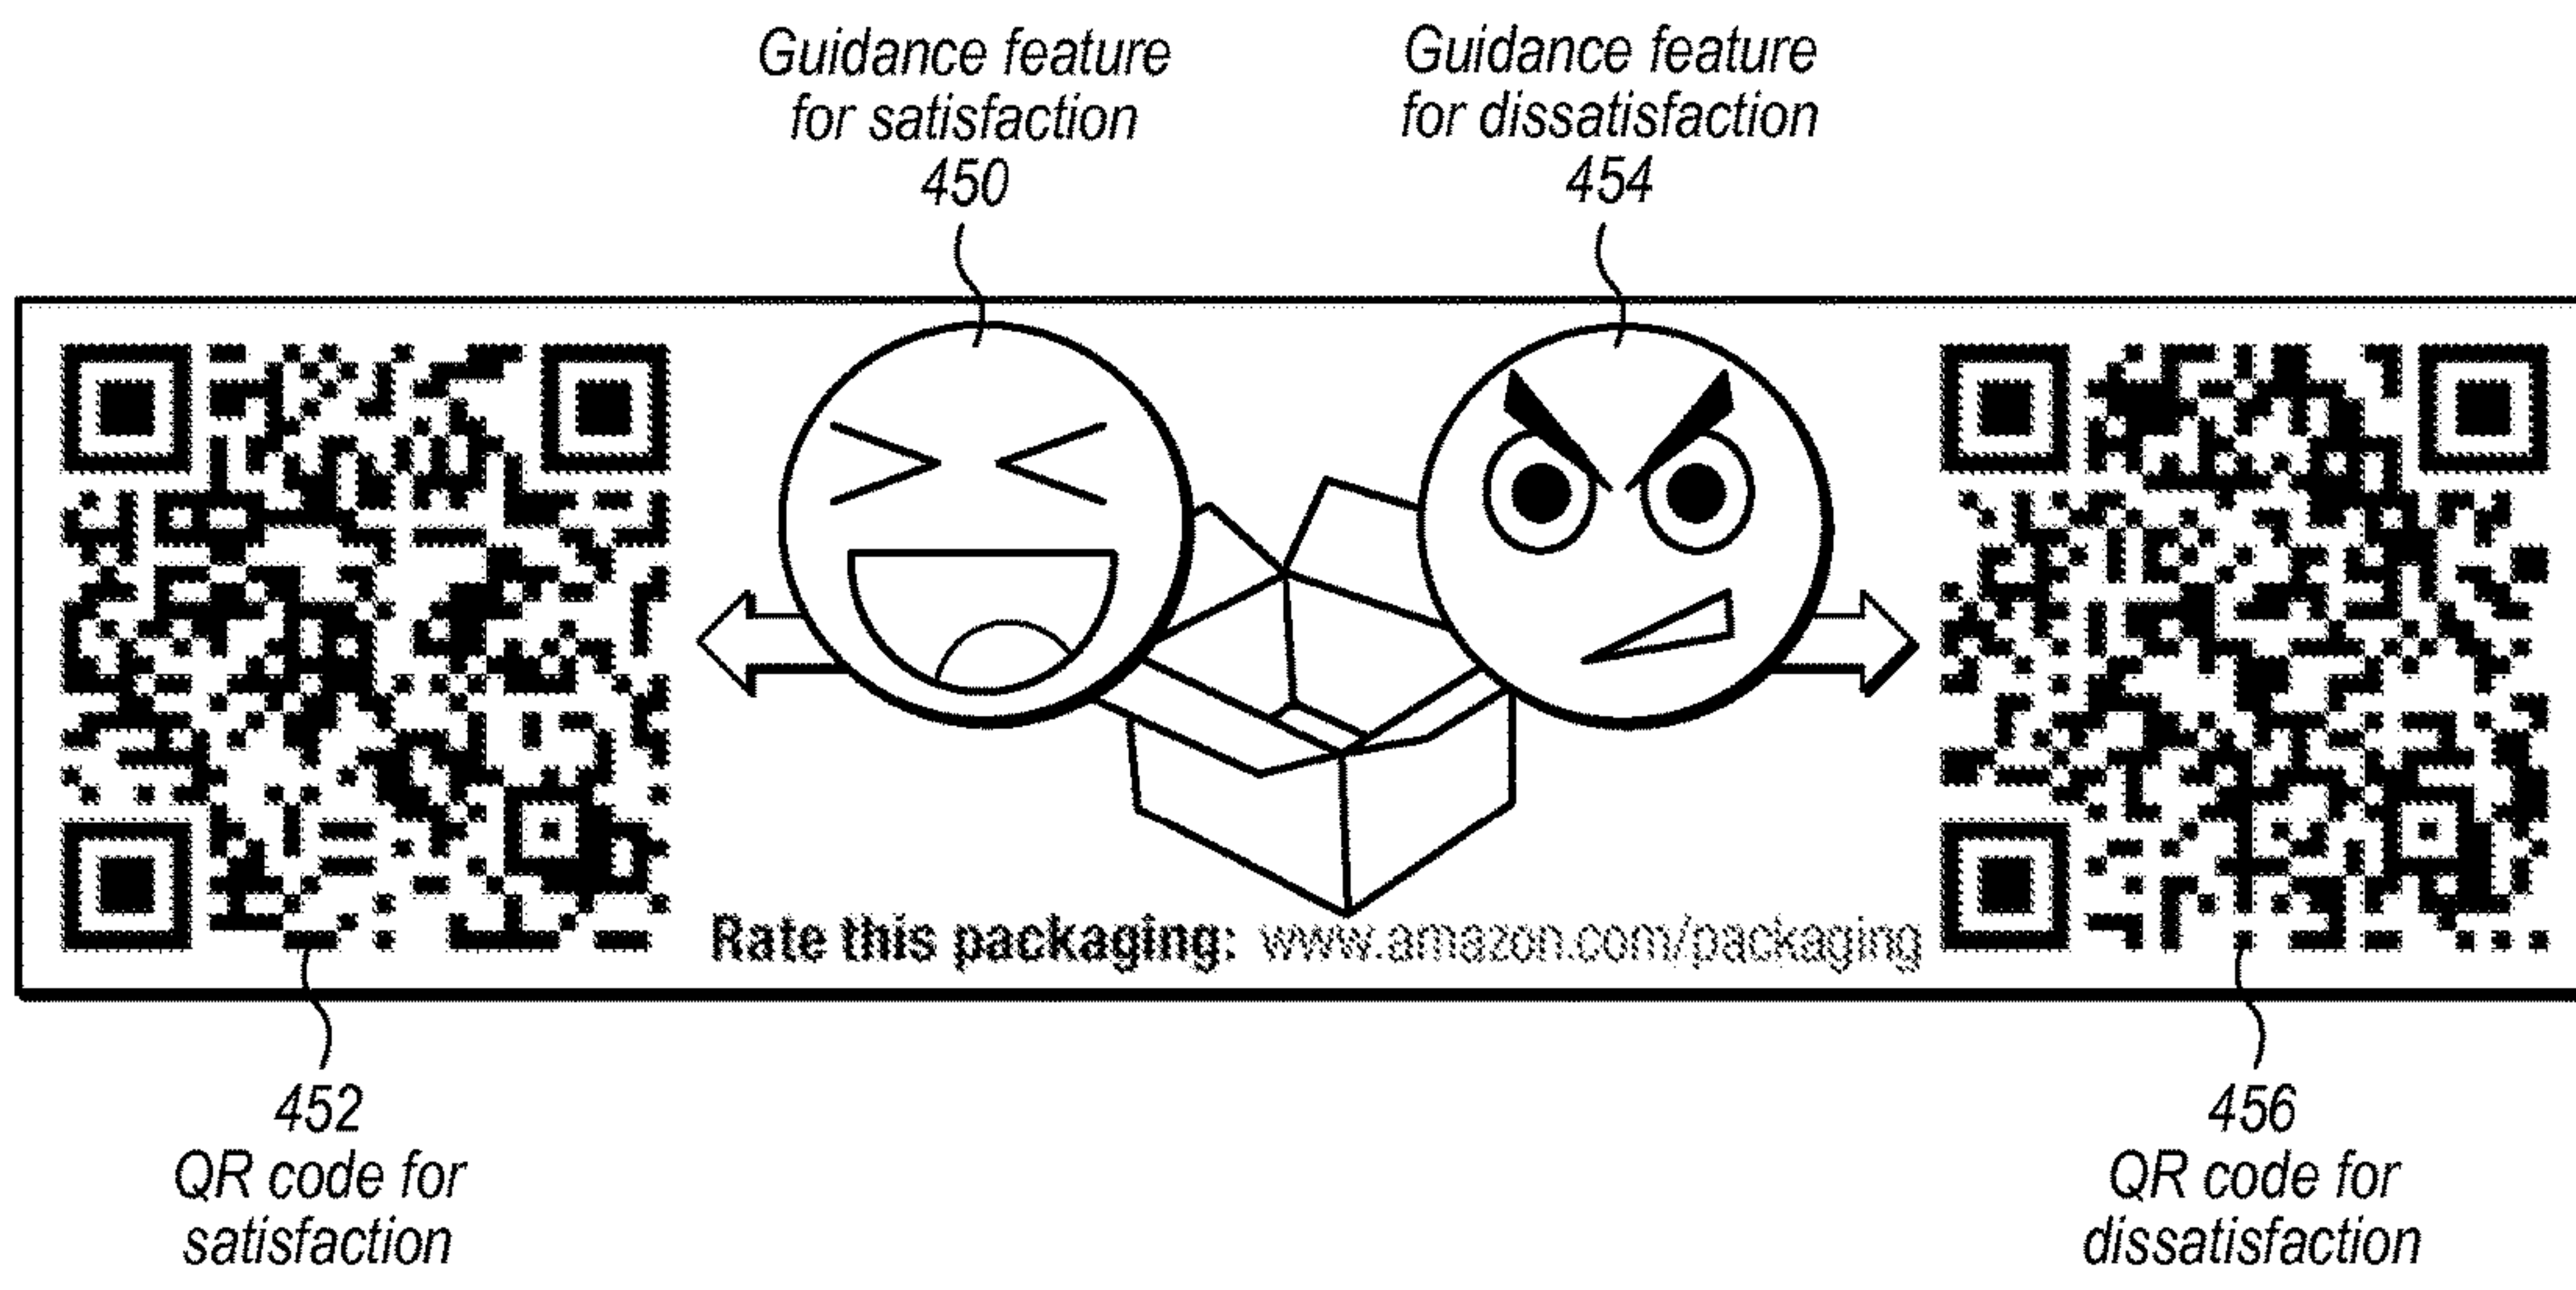 Guidance feature
for satisfaction
450
Guidance feature
for dissatisfaction
454
Rate this packaging: www.amazon.com/packaging
452
QR code for
satisfaction
456
QR code for
dissatisfaction